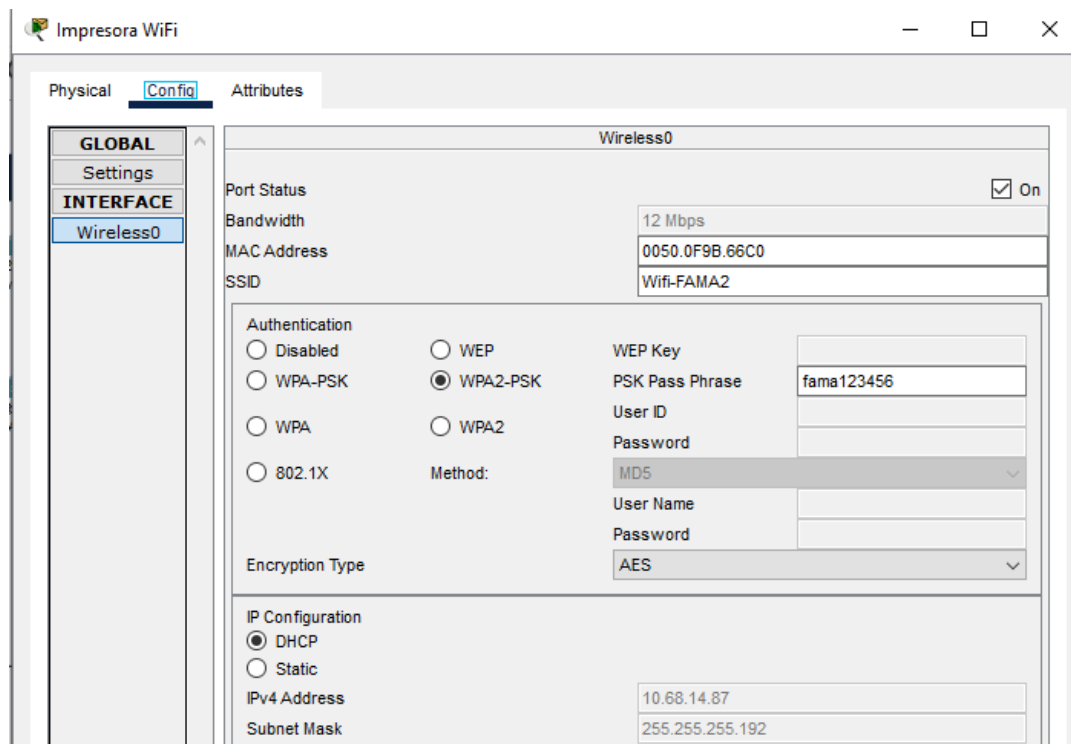 Impresora WiFi
Physical Config Attributes
GLOBAL
Settings
INTERFACE
Wireless0
Wireless0
Port Status On
Bandwidth 12 Mbps
MAC Address 0050.0F9B.66C0
SSID Wifi-FAMA2
Authentication
Disabled WEP WEP Key
WPA-PSK WPA2-PSK PSK Pass Phrase fama123456
User ID
WPA WPA2
Password
802.1X Method: MD5
User Name
Password
Encryption Type AES
IP Configuration
DHCP
Static
IPv4 Address 10.68.14.87
Subnet Mask 255.255.255.192